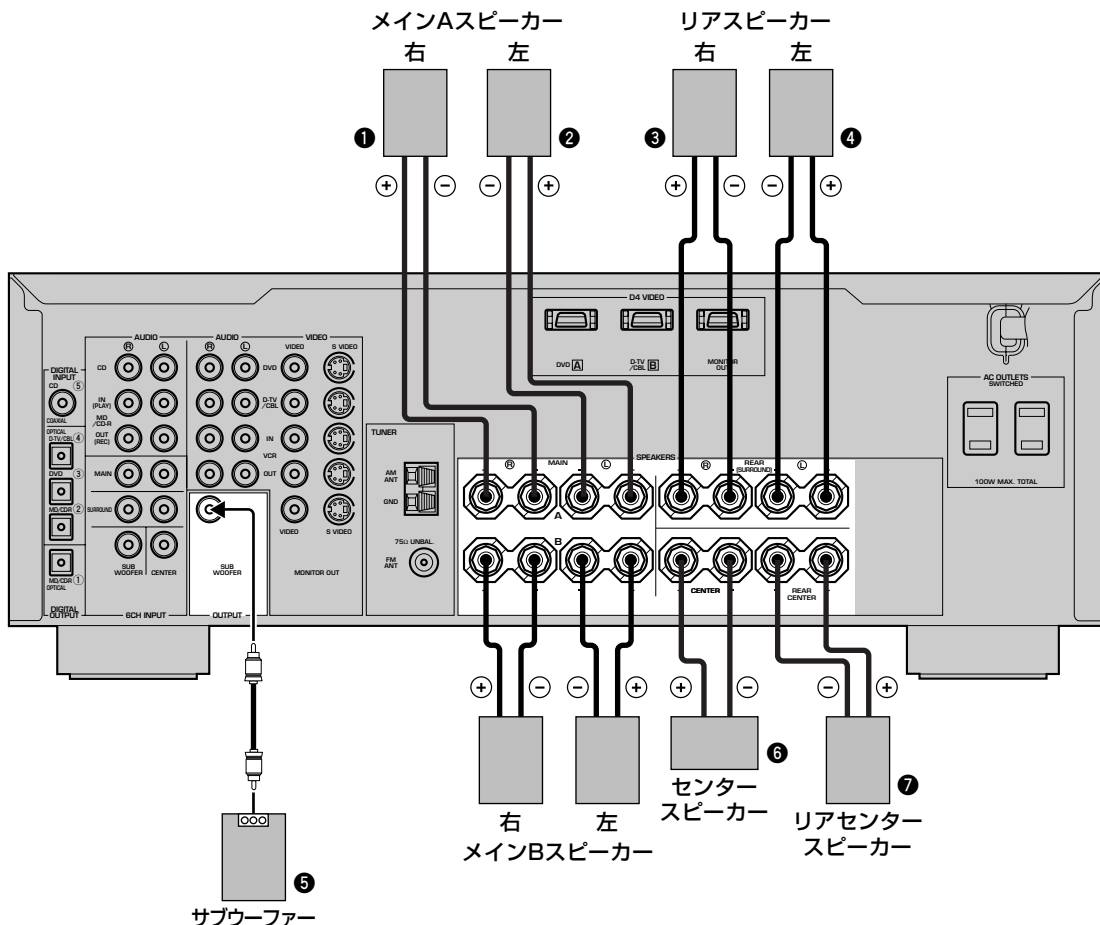 メインAスピーカー
右
左
リアスピーカー
右
左
❶
❷
❸
❹
+
−
−
+
+
−
−
+
D4 VIDEO
DVD A
D-TV /CBL B
MONITOR OUT
AC OUTLETS
SWITCHED
100W MAX. TOTAL
AUDIO
R
L
AUDIO
R
L
VIDEO
VIDEO
S VIDEO
DIGITAL INPUT
CD
⑤
COAXIAL
OPTICAL
D-TV/CBL
④
DVD
③
MD/CDR
②
MD/CDR
①
OPTICAL
DIGITAL OUTPUT
CD
IN (PLAY)
MD /CD-R
OUT (REC)
MAIN
SURROUND
SUB WOOFER
CENTER
6CH INPUT
DVD
D-TV /CBL
IN
VCR
OUT
VIDEO
S VIDEO
SUB WOOFER
OUTPUT
MONITOR OUT
TUNER
AM ANT
GND
75Ω UNBAL.
FM ANT
SPEAKERS
R
MAIN
L
A
B
R
REAR (SURROUND)
L
CENTER
REAR CENTER
+
−
−
+
+
−
−
+
右
左
メインBスピーカー
❻
センター
スピーカー
❼
リアセンター
スピーカー
❺
サブウーファー